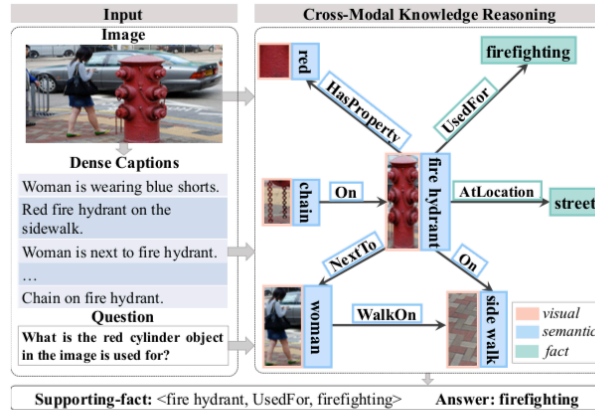 Input
Cross-Modal Knowledge Reasoning
Image
Dense Captions
Woman is wearing blue shorts.
Red fire hydrant on the
sidewalk.
Woman is next to fire hydrant.
...
Chain on fire hydrant.
Question
What is the red cylinder object
in the image is used for?
red
firefighting
HasProperty
UsedFor
chain
On
fire hydrant
AtLocation
street
NextTo
On
woman
WalkOn
side walk
visual
semantic
fact
Supporting-fact: <fire hydrant, UsedFor, firefighting>
Answer: firefighting